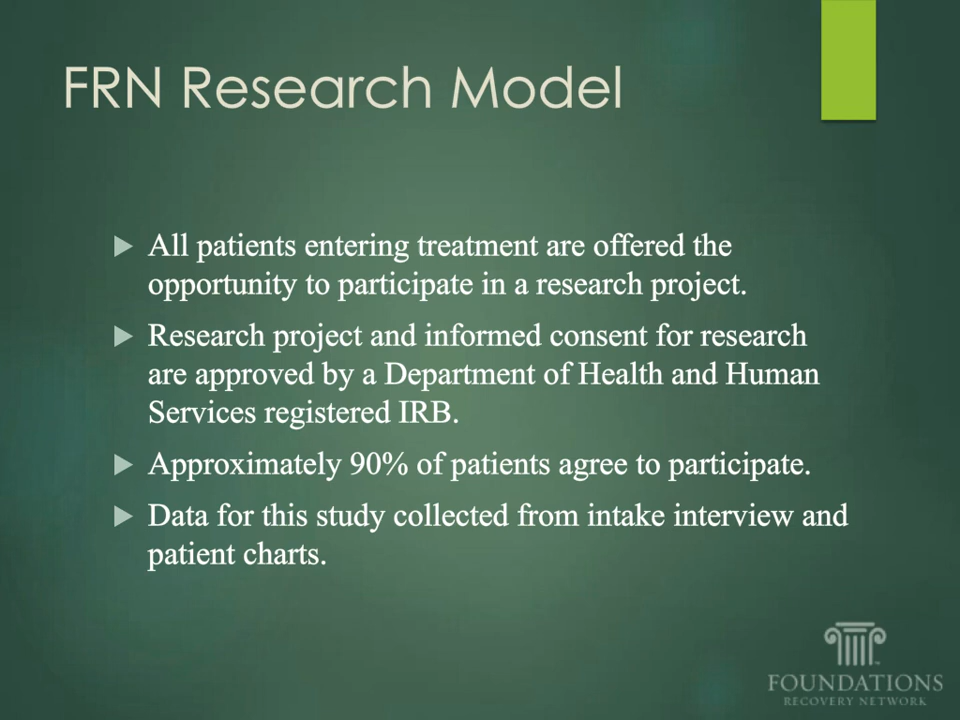 FRN Research Model
All patients entering treatment are offered the
opportunity to participate in a research project.
Research project and informed consent for research
are approved by a Department of Health and Human
Services registered IRB.
Approximately 90% of patients agree to participate.
Data for this study collected from intake interview and
patient charts.
FOUNDATIONS
RECOVERY NETWORK